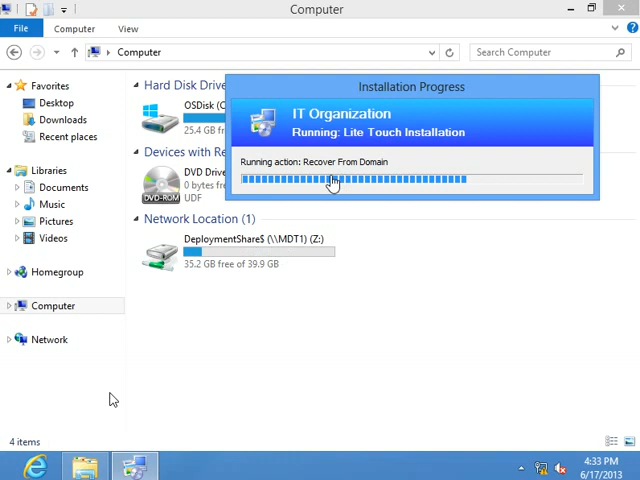 Computer
File
Computer
View
Computer
Search Computer
Favorites
Desktop
Downloads
Recent places
Libraries
Documents
Music
Pictures
Videos
Homegroup
Computer
Network
Hard Disk Drive
OSDisk (
25.4 GB f
Devices with Re
DVD Drive
0 bytes fr
UDF
Network Location (1)
DeploymentShare$ (\\MDT1) (Z:)
35.2 GB free of 39.9 GB
Installation Progress
IT Organization
Running: Lite Touch Installation
Running action: Recover From Domain
4 items
4:33 PM
6/17/2013